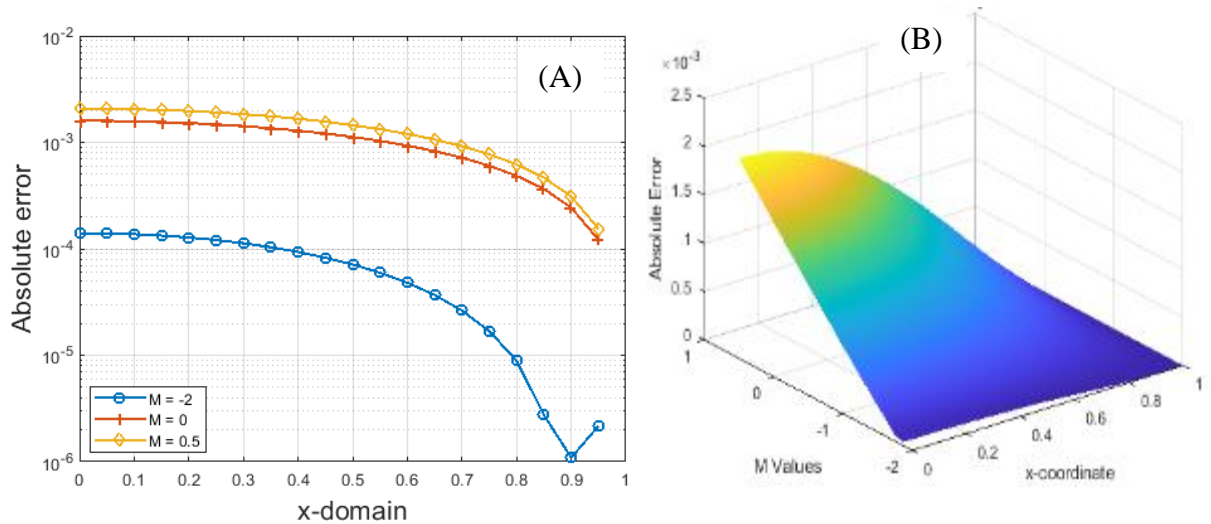 (A)
Absolute error
10^-2
10^-3
10^-4
10^-5
10^-6
M = -2
M = 0
M = 0.5
0 0.1 0.2 0.3 0.4 0.5 0.6 0.7 0.8 0.9 1
x-domain
(B)
×10^-3
Absolute Error
2.5
2
1.5
1
0.5
0
1
0
-1
-2
M Values
0
0.2
0.4
0.6
0.8
1
x-coordinate